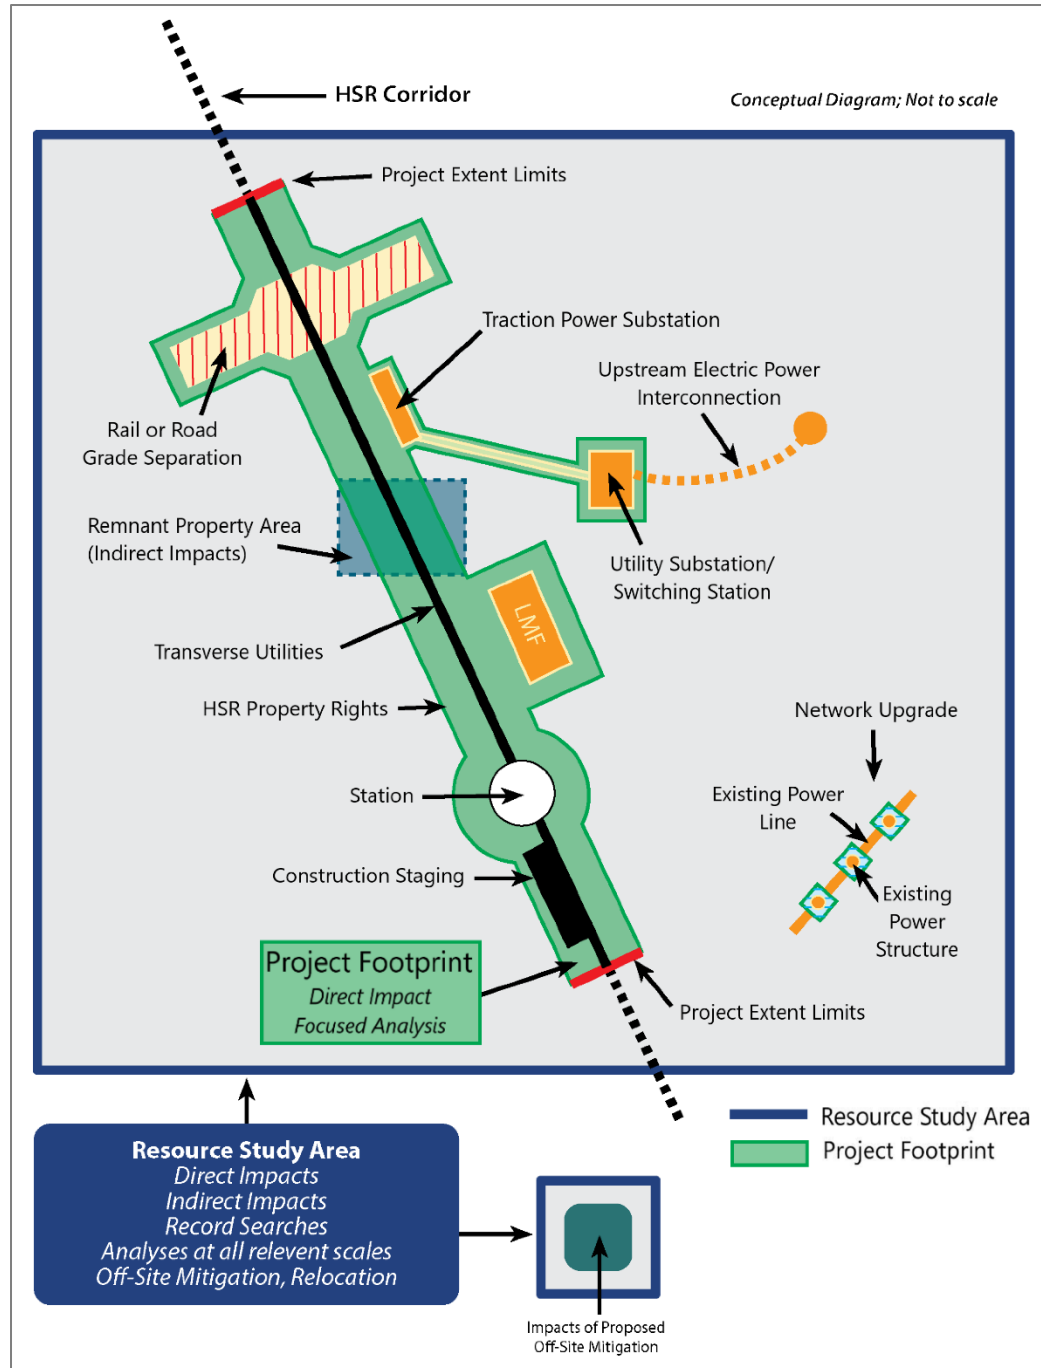 HSR Corridor
Conceptual Diagram; Not to scale
Project Extent Limits
Traction Power Substation
Upstream Electric Power
Interconnection
Rail or Road
Grade Separation
Remnant Property Area
(Indirect Impacts)
Utility Substation/
Switching Station
LMF
Transverse Utilities
HSR Property Rights
Network Upgrade
Station
Existing Power
Line
Construction Staging
Existing
Power
Structure
Project Footprint
Direct Impact
Focused Analysis
Project Extent Limits
Resource Study Area
Project Footprint
Resource Study Area
Direct Impacts
Indirect Impacts
Record Searches
Analyses at all relevent scales
Off-Site Mitigation, Relocation
Impacts of Proposed
Off-Site Mitigation